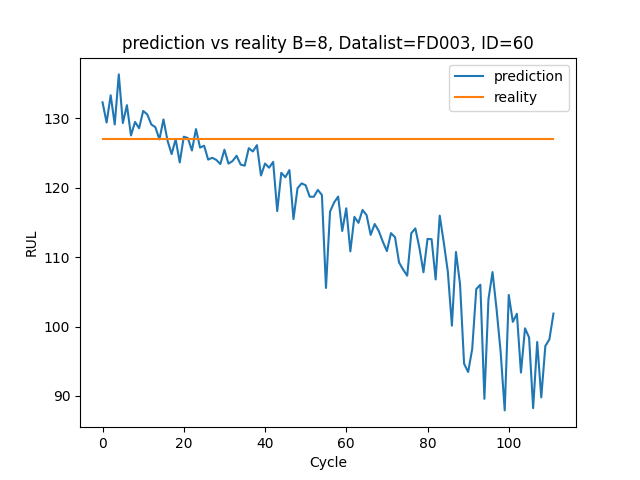 prediction vs reality B=8, Datalist=FD003, ID=60
prediction
reality
130
120
110
100
90
RUL
0 20 40 60 80 100
Cycle